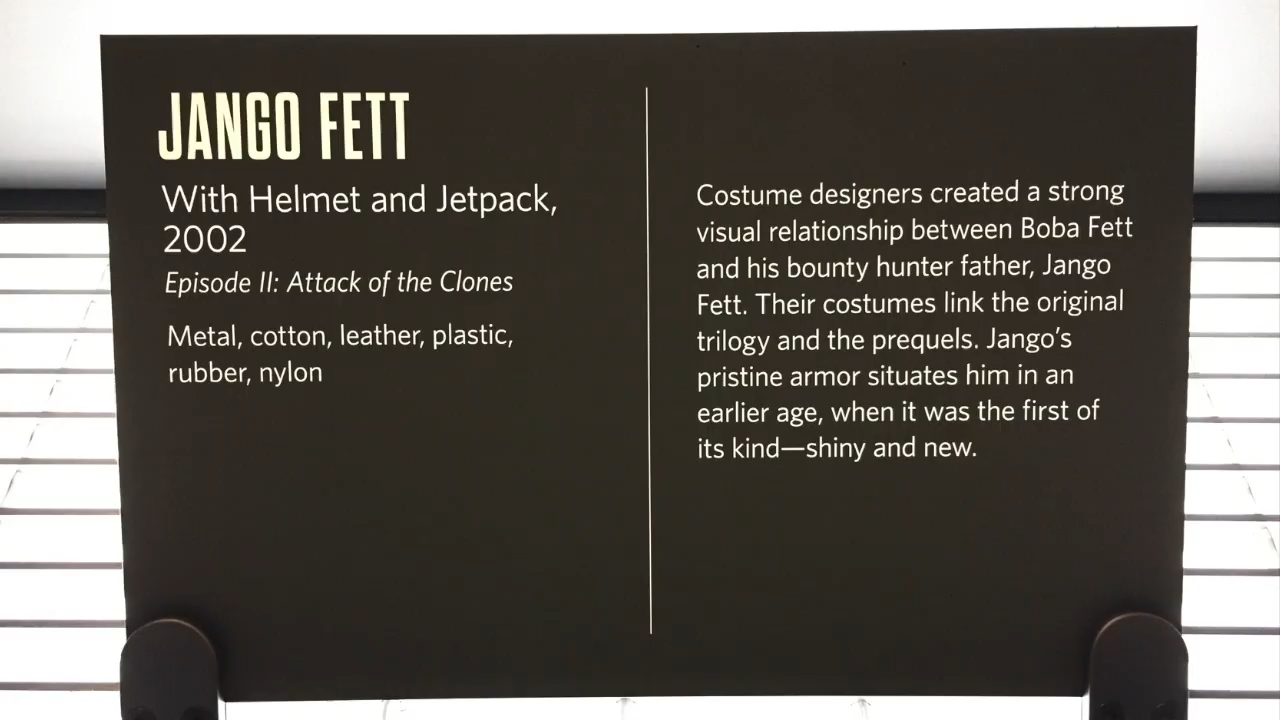 JANGO FETT
With Helmet and Jetpack,
2002
Episode II: Attack of the Clones
Metal, cotton, leather, plastic,
rubber, nylon
Costume designers created a strong
visual relationship between Boba Fett
and his bounty hunter father, Jango
Fett. Their costumes link the original
trilogy and the prequels. Jango’s
pristine armor situates him in an
earlier age, when it was the first of
its kind—shiny and new.